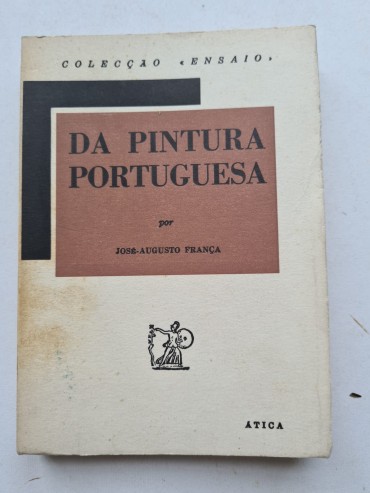 COLECÇÃO «ENSAIO»
DA PINTURA
PORTUGUESA
por
JOSÉ-AUGUSTO FRANÇA
ÁTICA